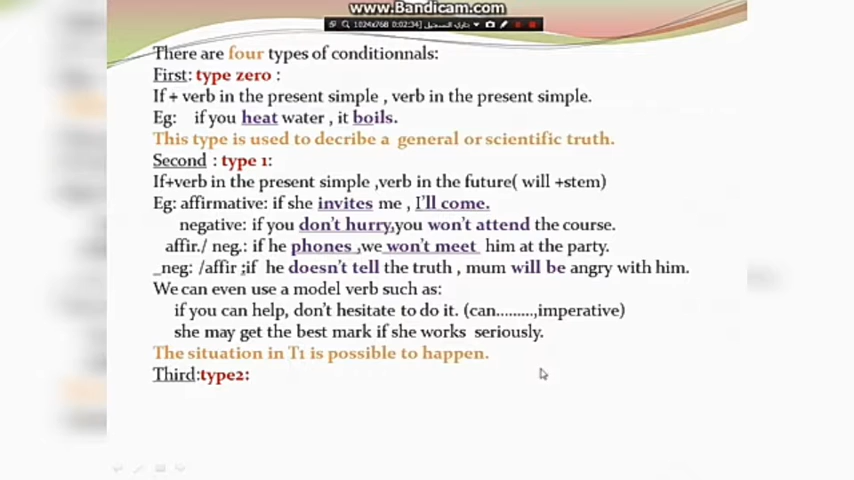 www.Bandicam.com
1024x768 0:02:34] جاري التسجيل
There are four types of conditionnals:
First: type zero :
If + verb in the present simple , verb in the present simple.
Eg: if you heat water , it boils.
This type is used to decribe a general or scientific truth.
Second : type 1:
If+verb in the present simple ,verb in the future( will +stem)
Eg: affirmative: if she invites me , I'll come.
negative: if you don't hurry,you won't attend the course.
affir./ neg.: if he phones ,we won't meet him at the party.
_neg: /affir ;if he doesn't tell the truth , mum will be angry with him.
We can even use a model verb such as:
if you can help, don't hesitate to do it. (can.........,imperative)
she may get the best mark if she works seriously.
The situation in T1 is possible to happen.
Third:type2: